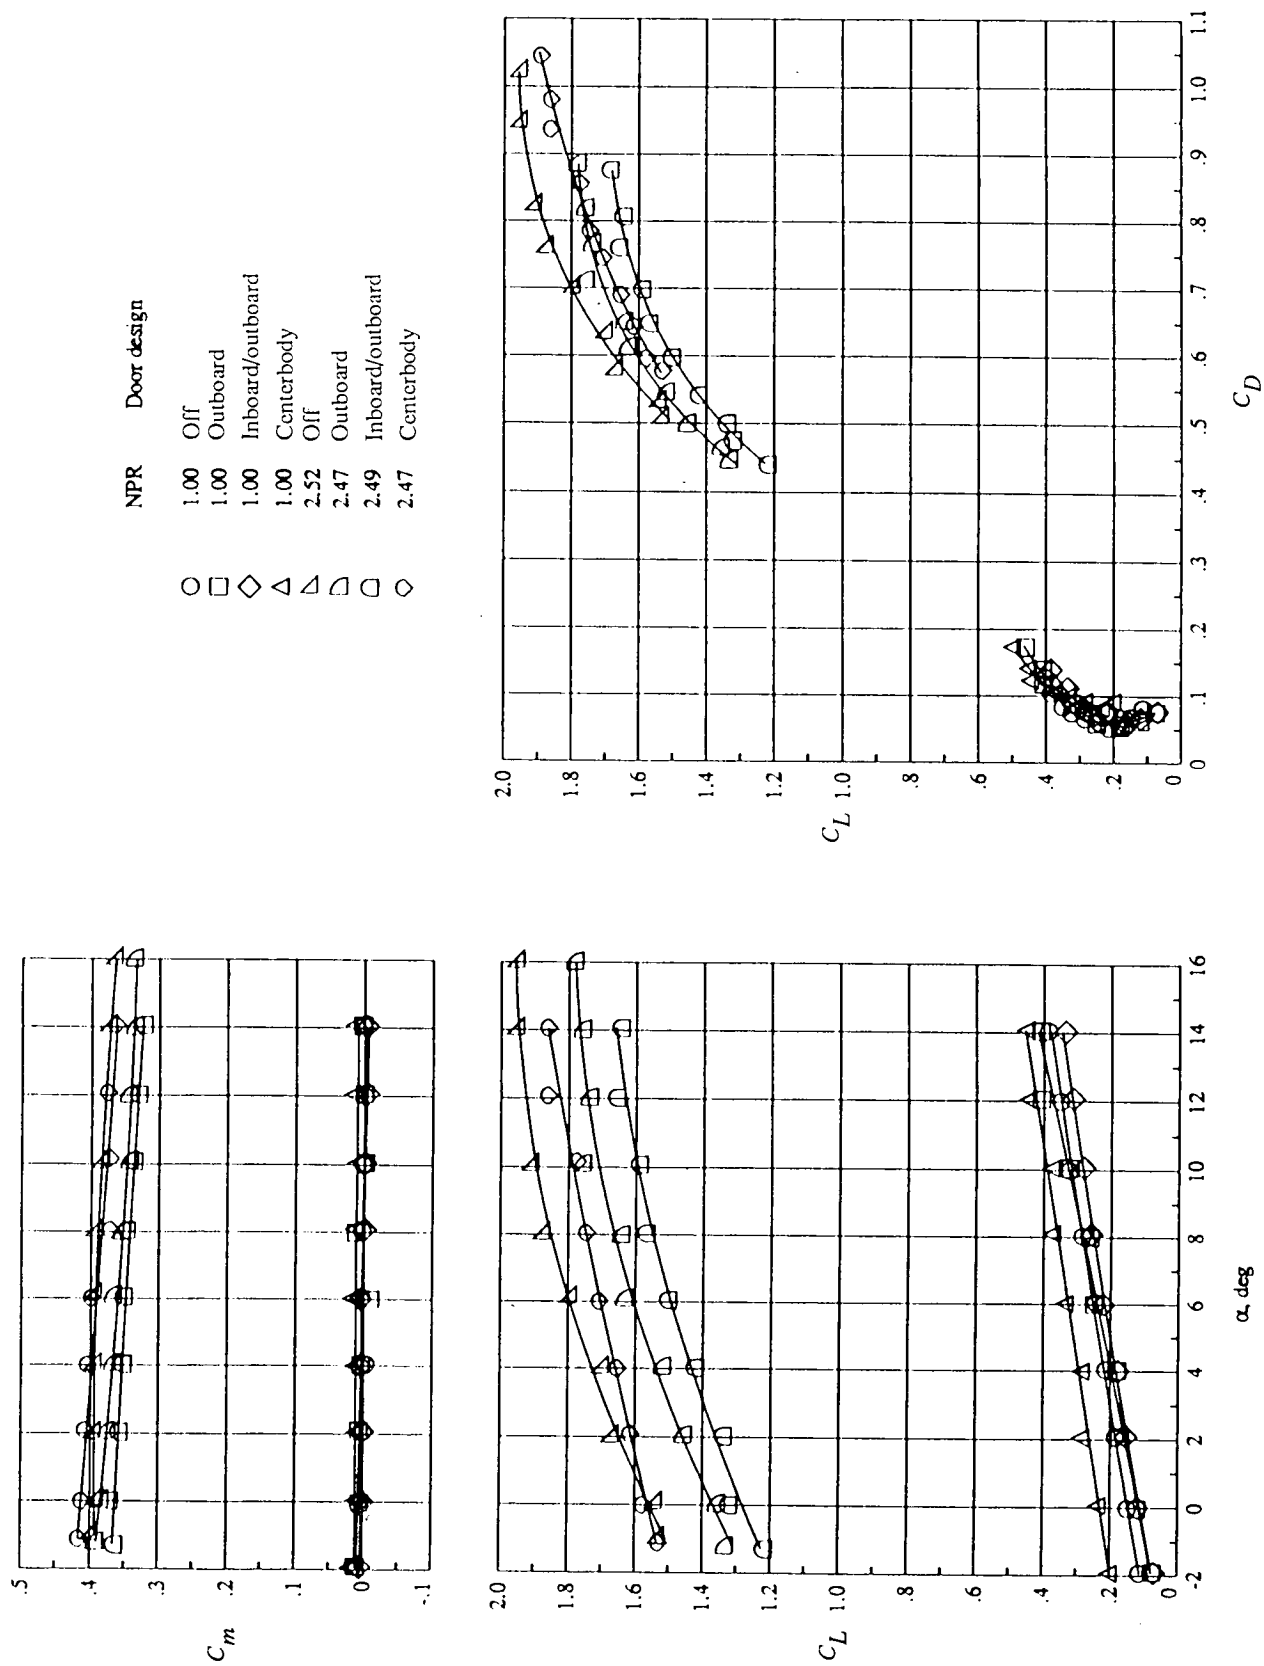 NPR Door design
1.00 Off
1.00 Outboard
1.00 Inboard/outboard
1.00 Centerbody
2.52 Off
2.47 Outboard
2.49 Inboard/outboard
2.47 Centerbody
.5
.4
.3
.2
.1
0
-.1
C_m
2.0
1.8
1.6
1.4
1.2
C_L 1.0
.8
.6
.4
.2
0
-2 0 2 4 6 8 10 12 14 16
α, deg
2.0
1.8
1.6
1.4
1.2
C_L 1.0
.8
.6
.4
.2
0
0 .1 .2 .3 .4 .5 .6 .7 .8 .9 1.0 1.1
C_D